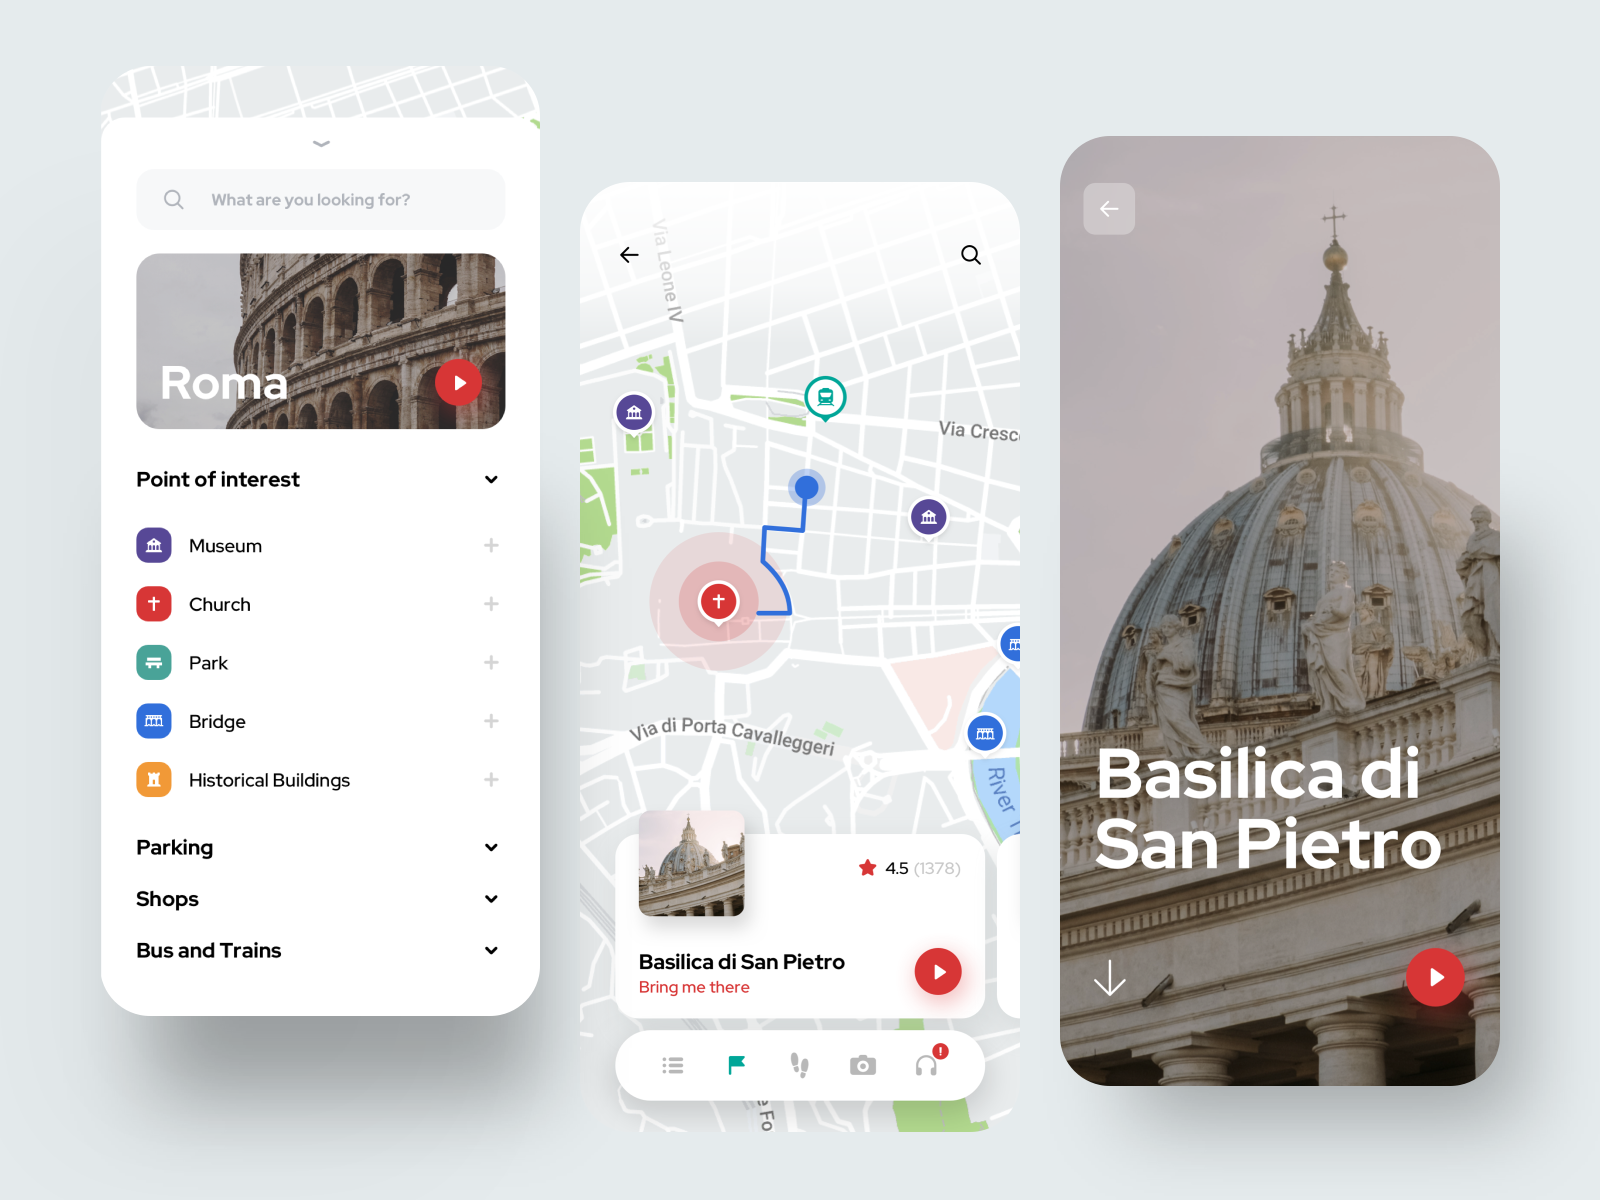 What are you looking for?
Roma
Point of interest
Museum
Church
Park
Bridge
Historical Buildings
Parking
Shops
Bus and Trains
Via Leone IV
Via Cresc
Via di Porta Cavalleggeri
River
4.5 (1378)
Basilica di San Pietro
Bring me there
!
e Fo
Basilica di
San Pietro